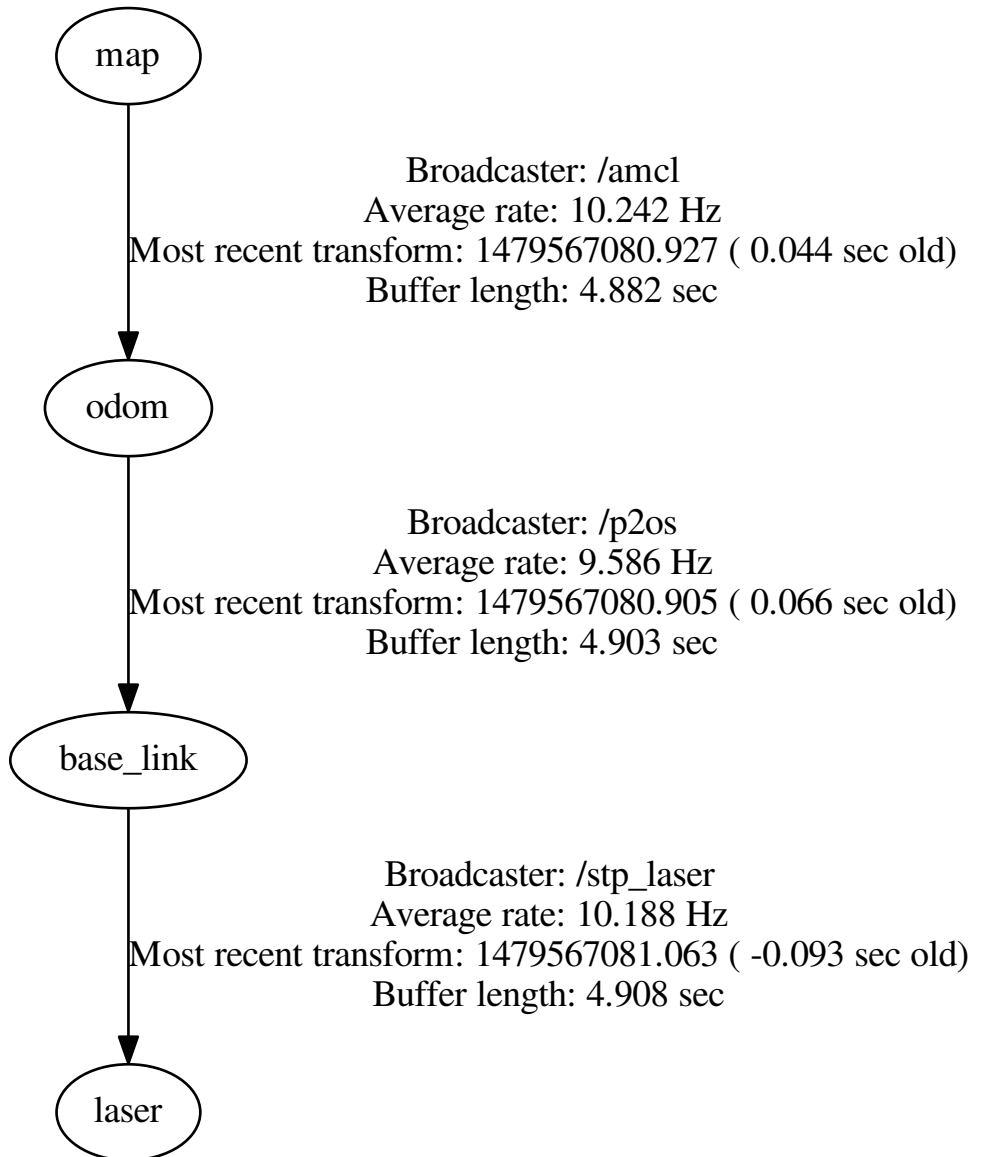 map
Broadcaster: /amcl
Average rate: 10.242 Hz
Most recent transform: 1479567080.927 ( 0.044 sec old)
Buffer length: 4.882 sec
odom
Broadcaster: /p2os
Average rate: 9.586 Hz
Most recent transform: 1479567080.905 ( 0.066 sec old)
Buffer length: 4.903 sec
base_link
Broadcaster: /stp_laser
Average rate: 10.188 Hz
Most recent transform: 1479567081.063 ( -0.093 sec old)
Buffer length: 4.908 sec
laser